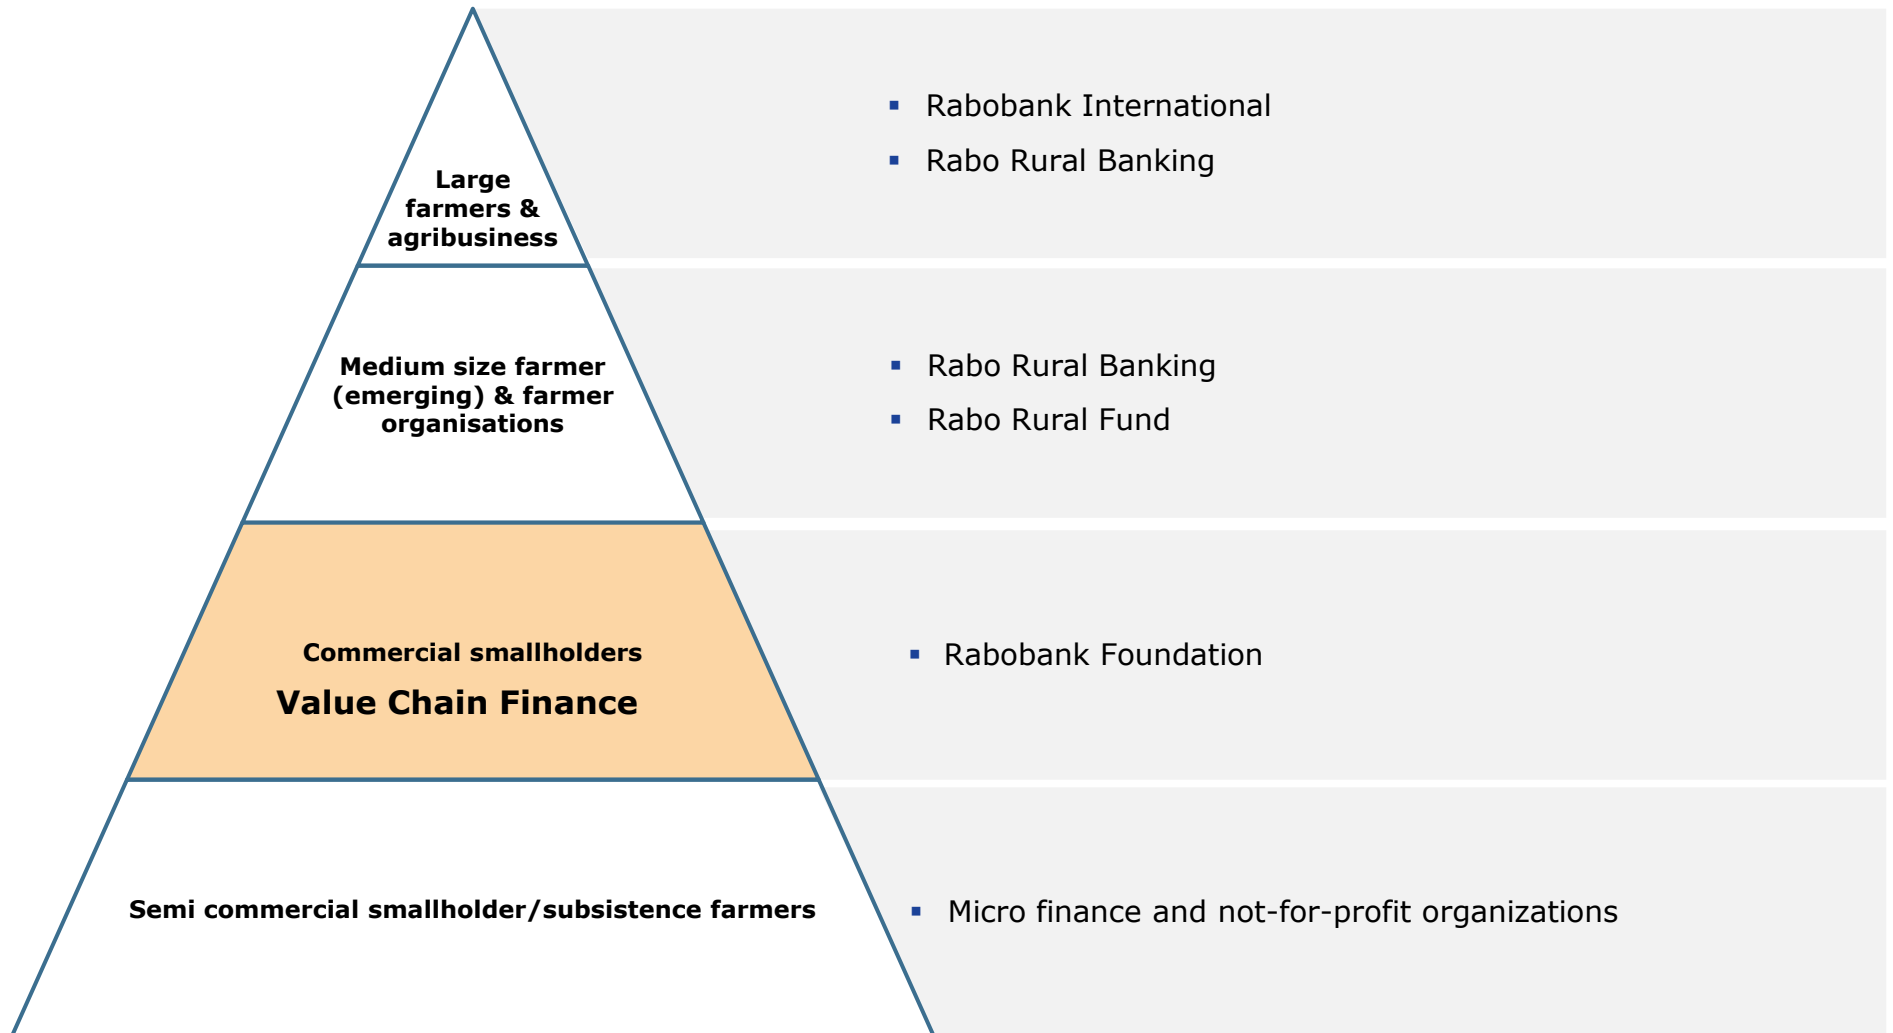 Large
farmers &
agribusiness
▪ Rabobank International
▪ Rabo Rural Banking
Medium size farmer
(emerging) & farmer
organisations
▪ Rabo Rural Banking
▪ Rabo Rural Fund
Commercial smallholders
Value Chain Finance
▪ Rabobank Foundation
Semi commercial smallholder/subsistence farmers
▪ Micro finance and not-for-profit organizations